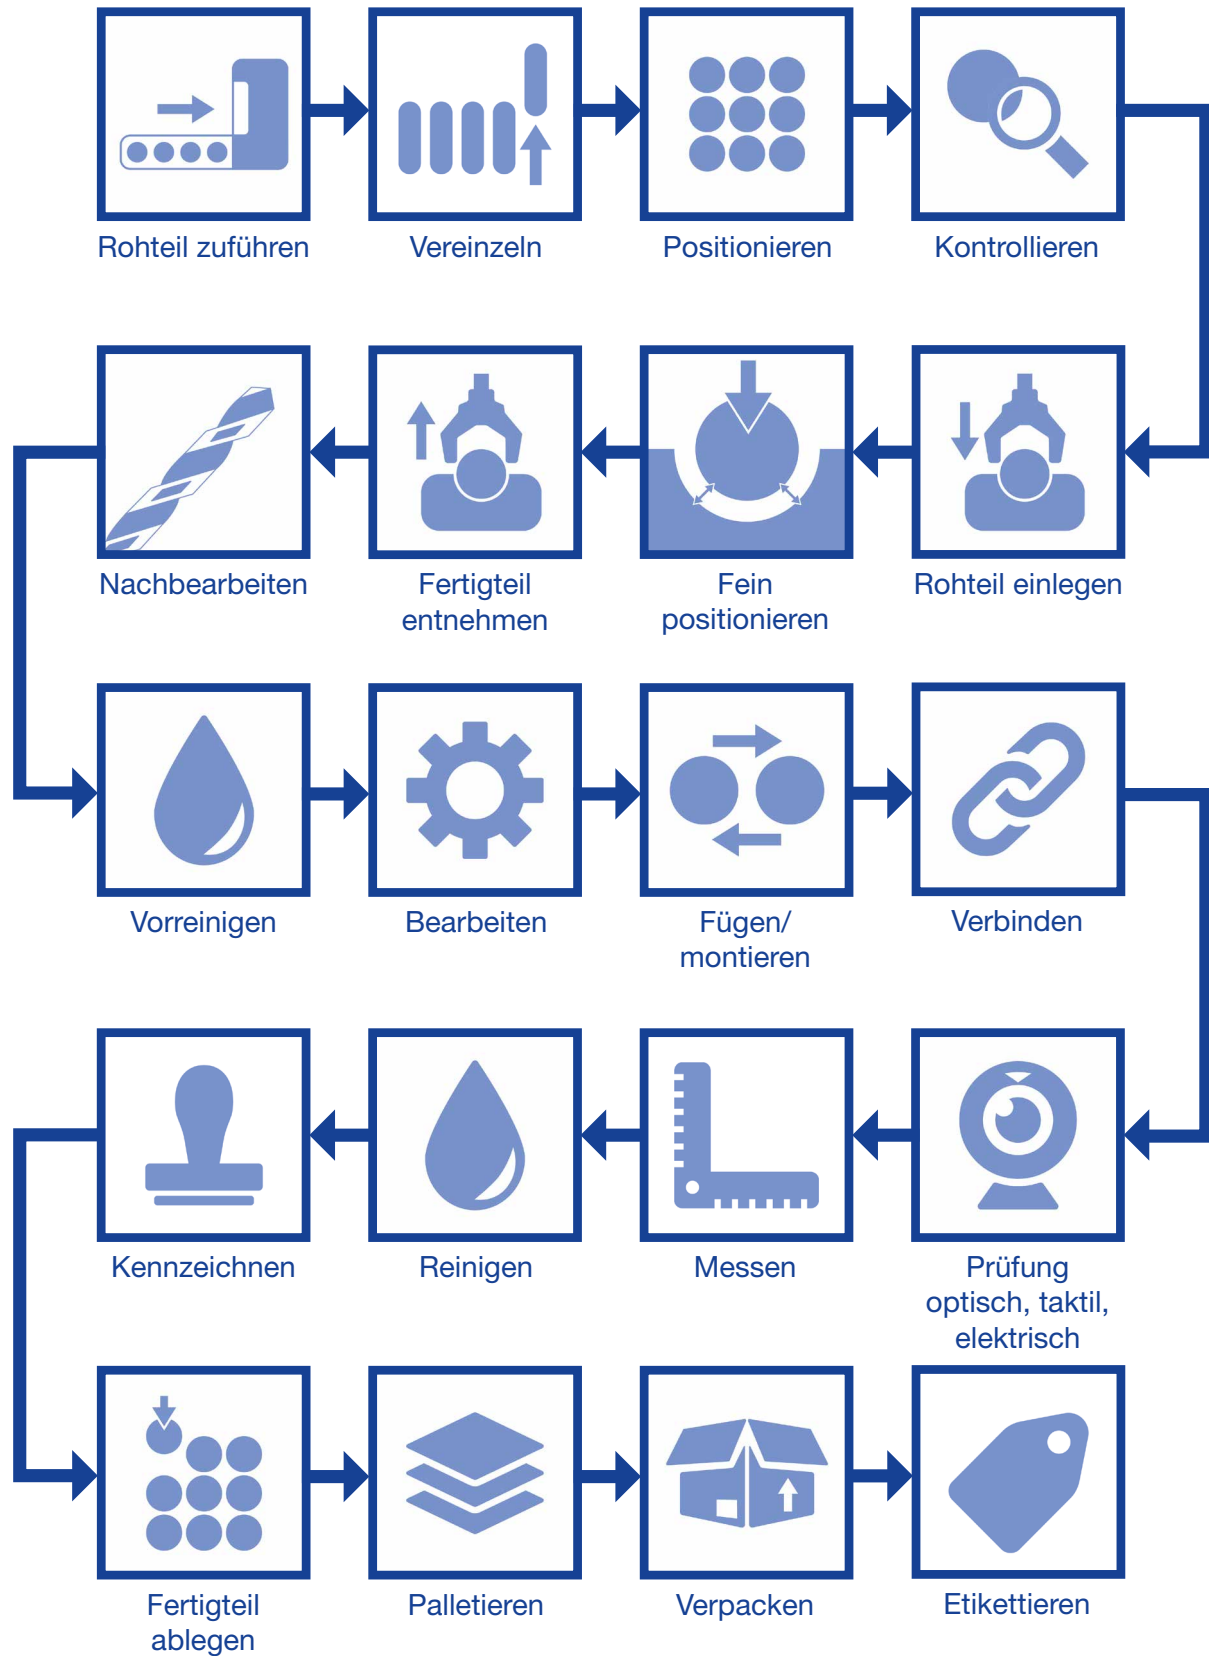 Rohteil zuführen
Vereinzeln
Positionieren
Kontrollieren
Nachbearbeiten
Fertigteil
entnehmen
Fein
positionieren
Rohteil einlegen
Vorreinigen
Bearbeiten
Fügen/
montieren
Verbinden
Kennzeichnen
Reinigen
Messen
Prüfung
optisch, taktil,
elektrisch
Fertigteil
ablegen
Palletieren
Verpacken
Etikettieren